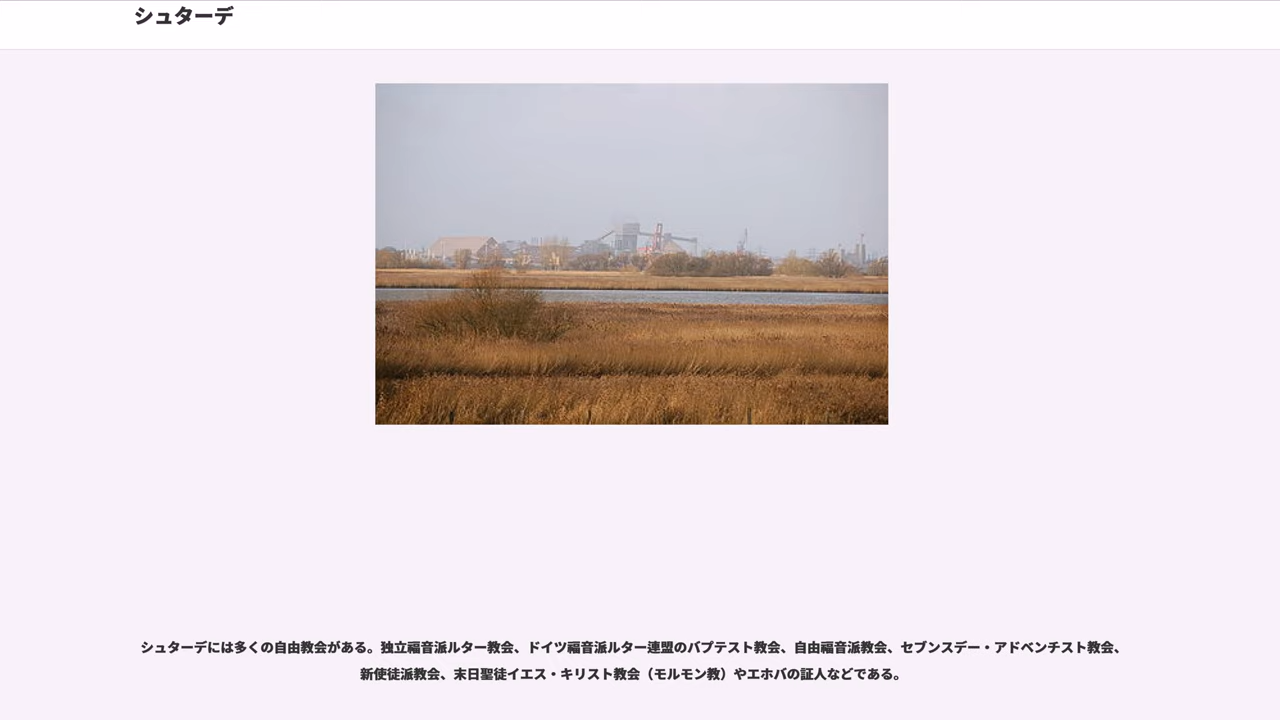 シュターデ
シュターデには多くの自由教会がある。独立福音派ルター教会、ドイツ福音派ルター連盟のバプテスト教会、自由福音派教会、セブンスデー・アドベンチスト教会、
新使徒派教会、末日聖徒イエス・キリスト教会（モルモン教）やエホバの証人などである。